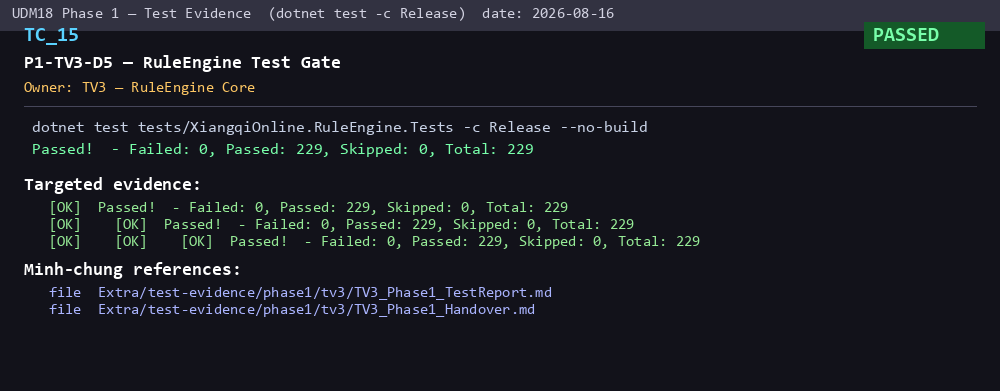 UDM18 Phase 1 — Test Evidence  (dotnet test -c Release)  date: 2026-08-16
TC_15
PASSED
P1-TV3-D5 — RuleEngine Test Gate
Owner: TV3 — RuleEngine Core
dotnet test tests/XiangqiOnline.RuleEngine.Tests -c Release --no-build
Passed!  - Failed: 0, Passed: 229, Skipped: 0, Total: 229
Targeted evidence:
[OK]  Passed!  - Failed: 0, Passed: 229, Skipped: 0, Total: 229
[OK]    [OK]  Passed!  - Failed: 0, Passed: 229, Skipped: 0, Total: 229
[OK]    [OK]    [OK]  Passed!  - Failed: 0, Passed: 229, Skipped: 0, Total: 229
Minh-chung references:
file  Extra/test-evidence/phase1/tv3/TV3_Phase1_TestReport.md
file  Extra/test-evidence/phase1/tv3/TV3_Phase1_Handover.md